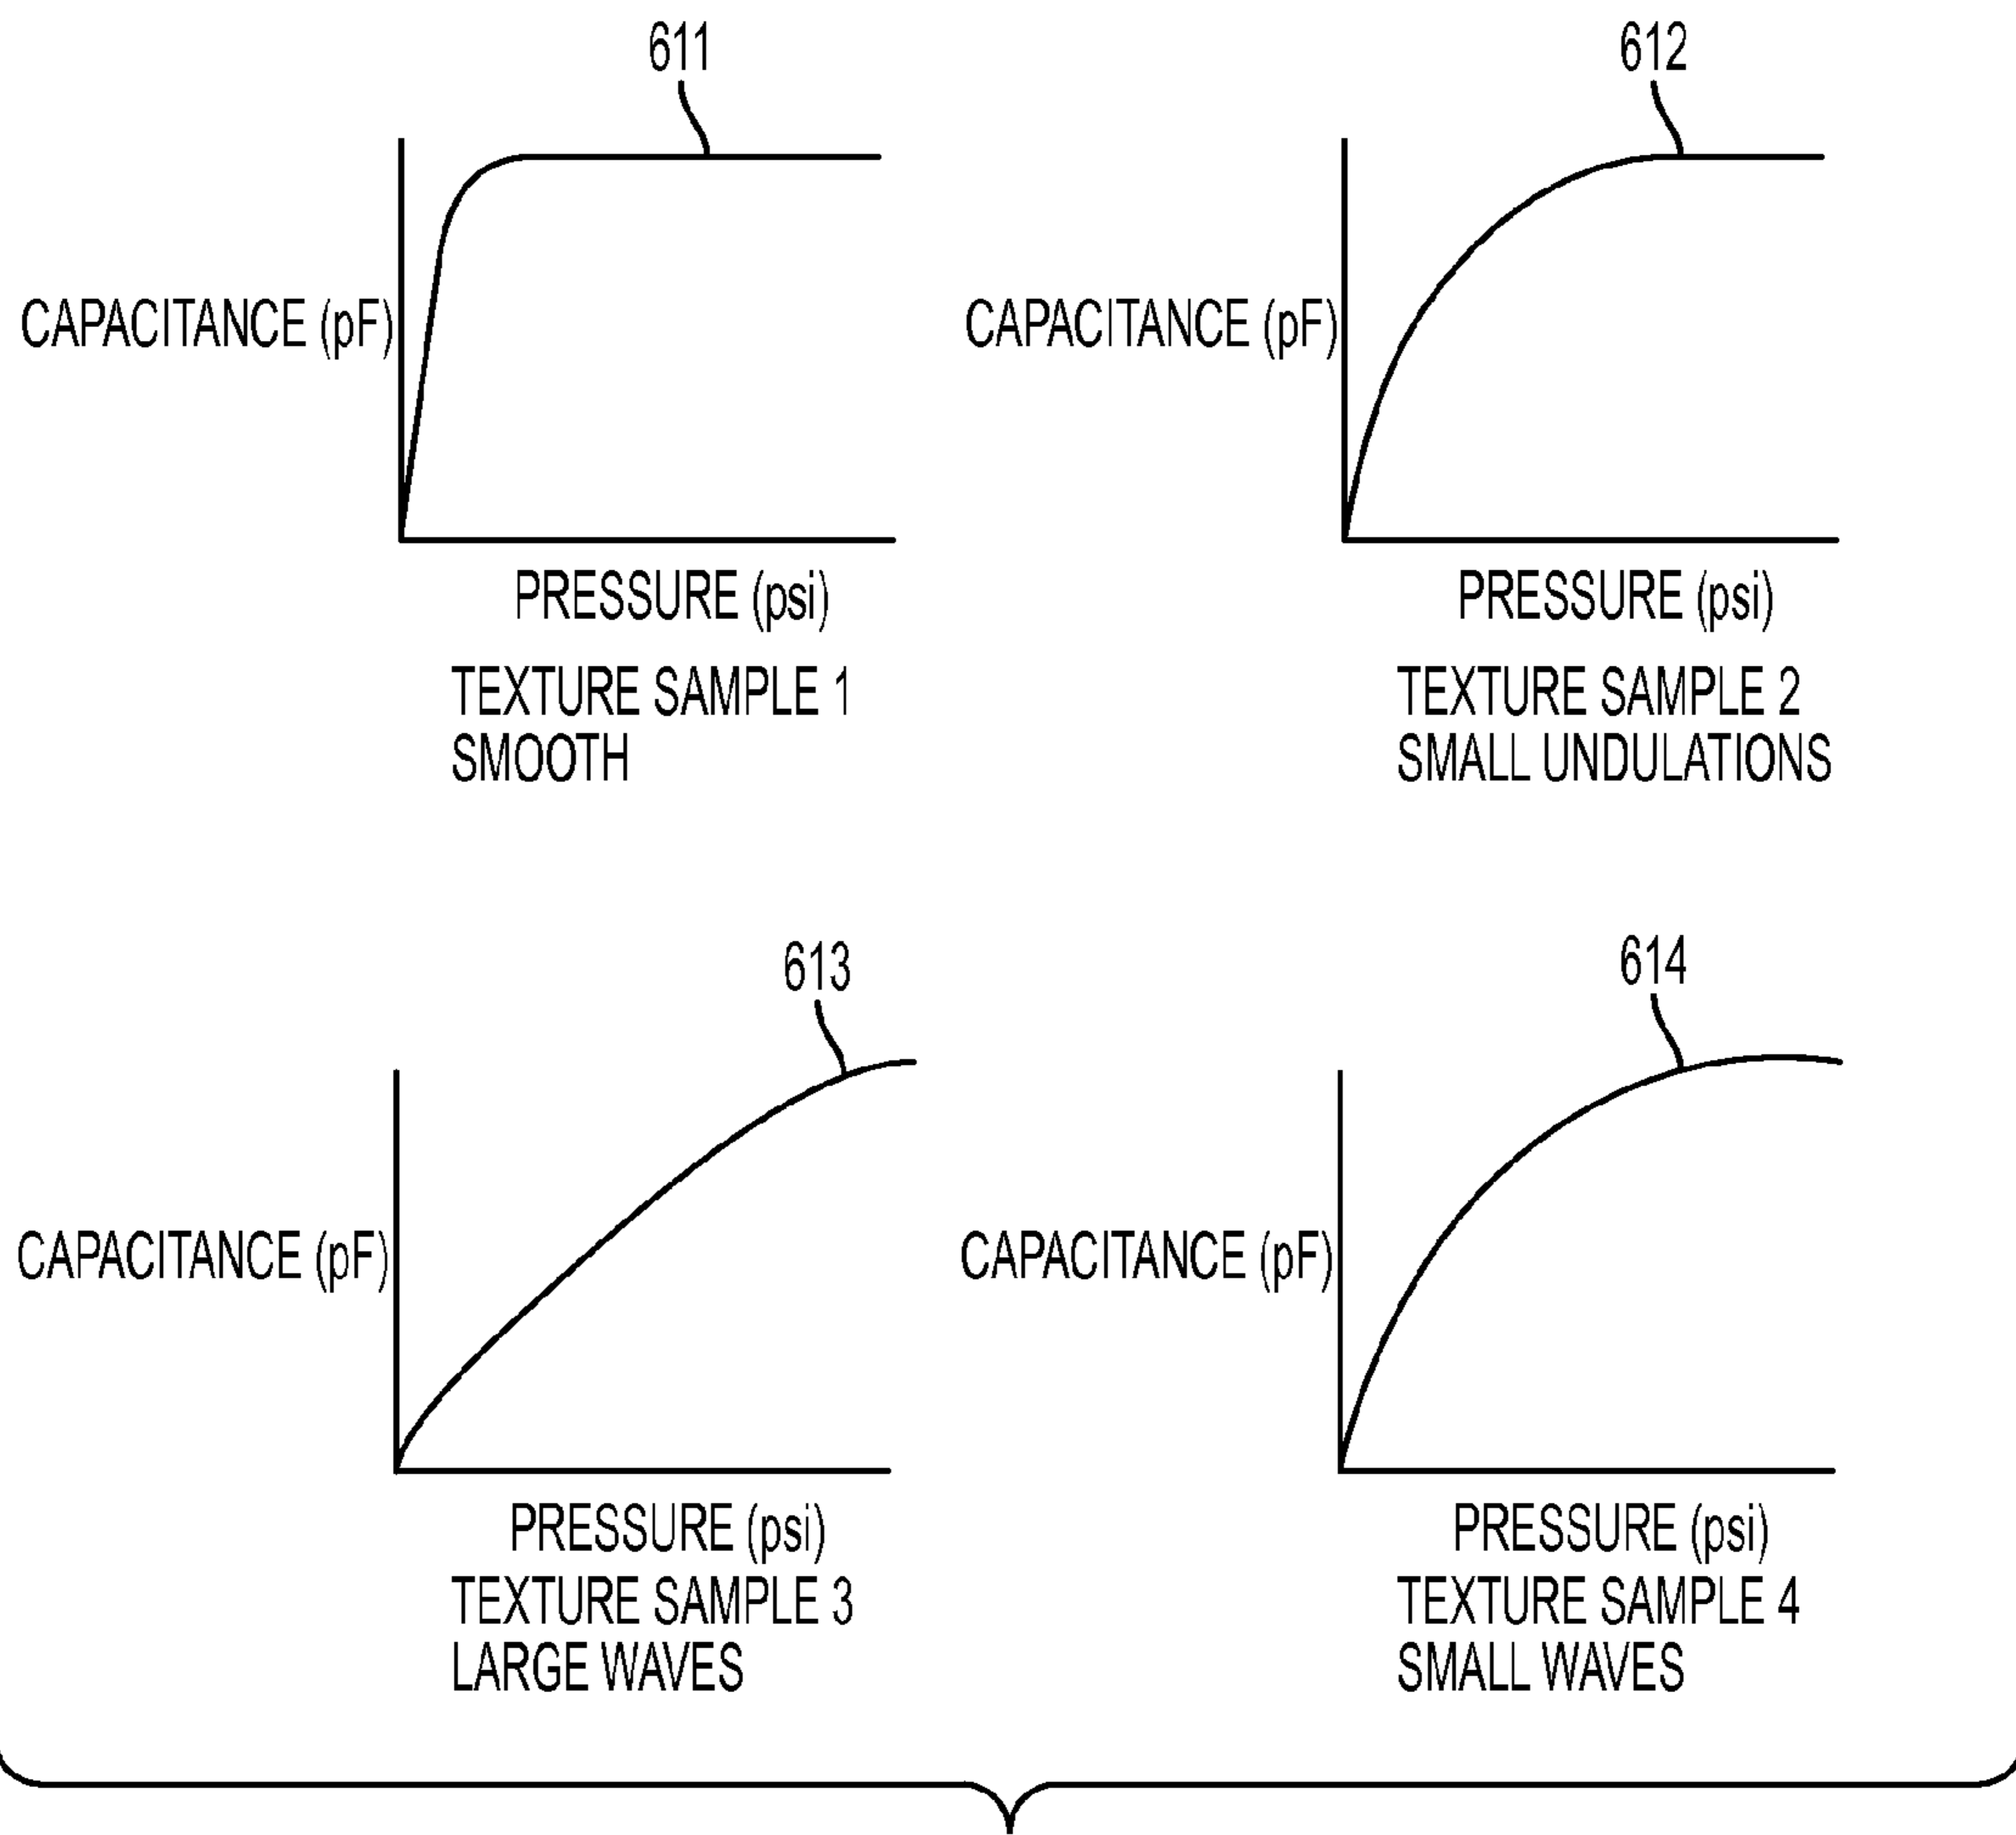 611
CAPACITANCE (pF)
PRESSURE (psi)
TEXTURE SAMPLE 1
SMOOTH
612
CAPACITANCE (pF)
PRESSURE (psi)
TEXTURE SAMPLE 2
SMALL UNDULATIONS
613
CAPACITANCE (pF)
PRESSURE (psi)
TEXTURE SAMPLE 3
LARGE WAVES
614
CAPACITANCE (pF)
PRESSURE (psi)
TEXTURE SAMPLE 4
SMALL WAVES